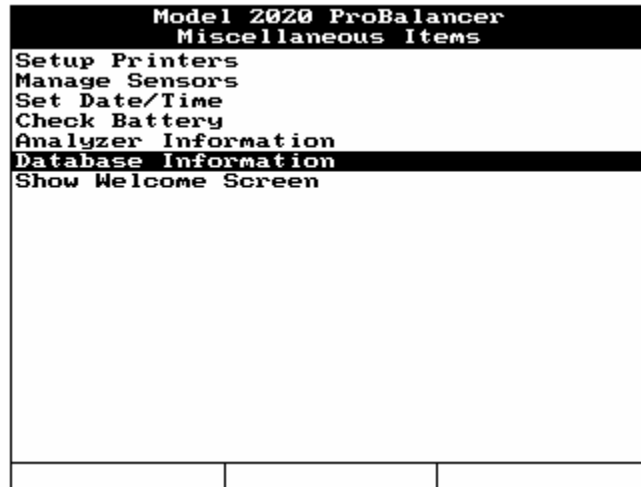 Model 2020 ProBalancer
Miscellaneous Items
Setup Printers
Manage Sensors
Set Date/Time
Check Battery
Analyzer Information
Database Information
Show Welcome Screen